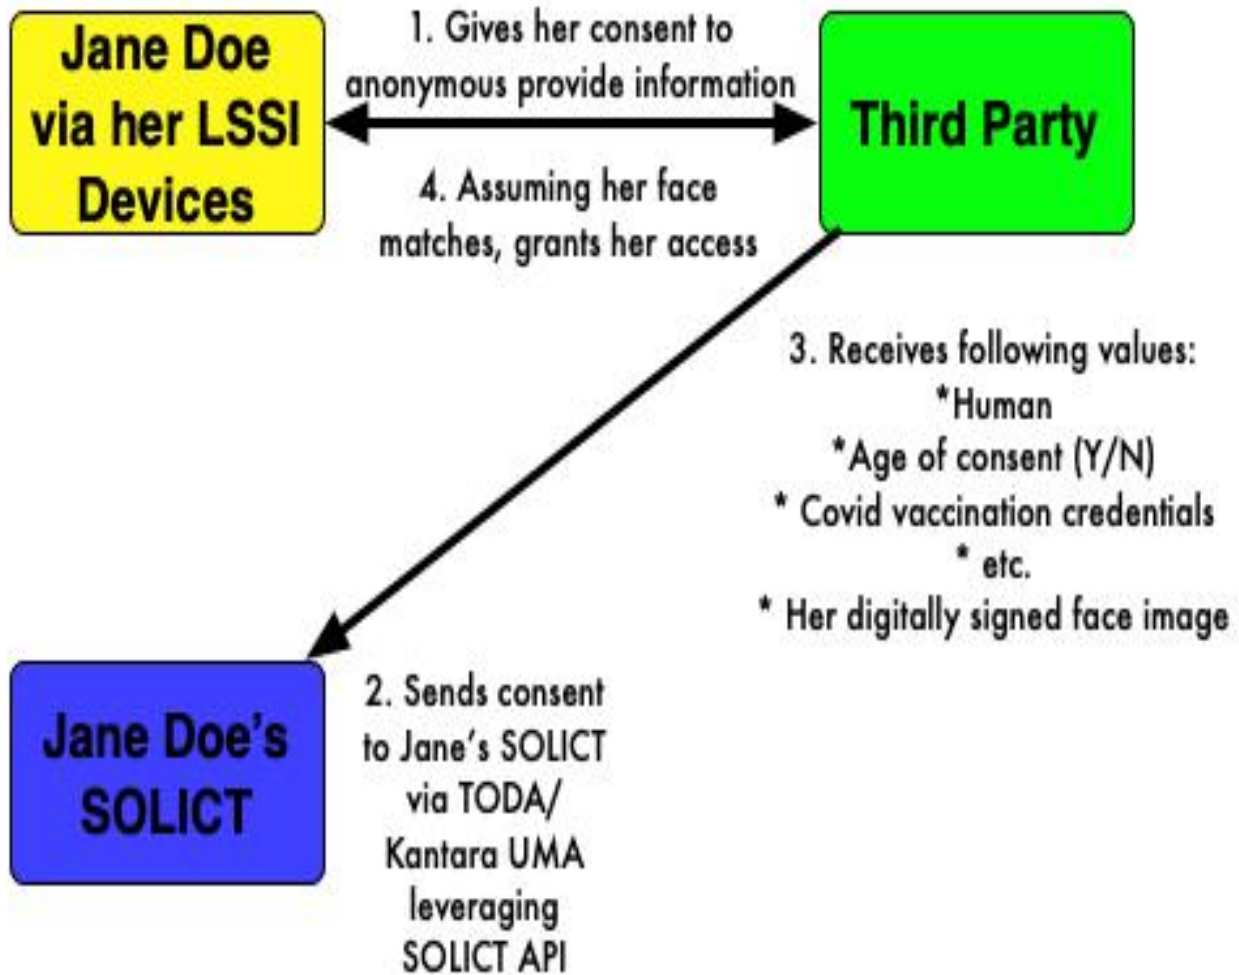 Jane Doe
via her LSSI
Devices
1. Gives her consent to
anonymous provide information
4. Assuming her face
matches, grants her access
Third Party
3. Receives following values:
*Human
*Age of consent (Y/N)
* Covid vaccination credentials
* etc.
* Her digitally signed face image
Jane Doe's
SOLICT
2. Sends consent
to Jane's SOLICT
via TODA/
Kantara UMA
leveraging
SOLICT API